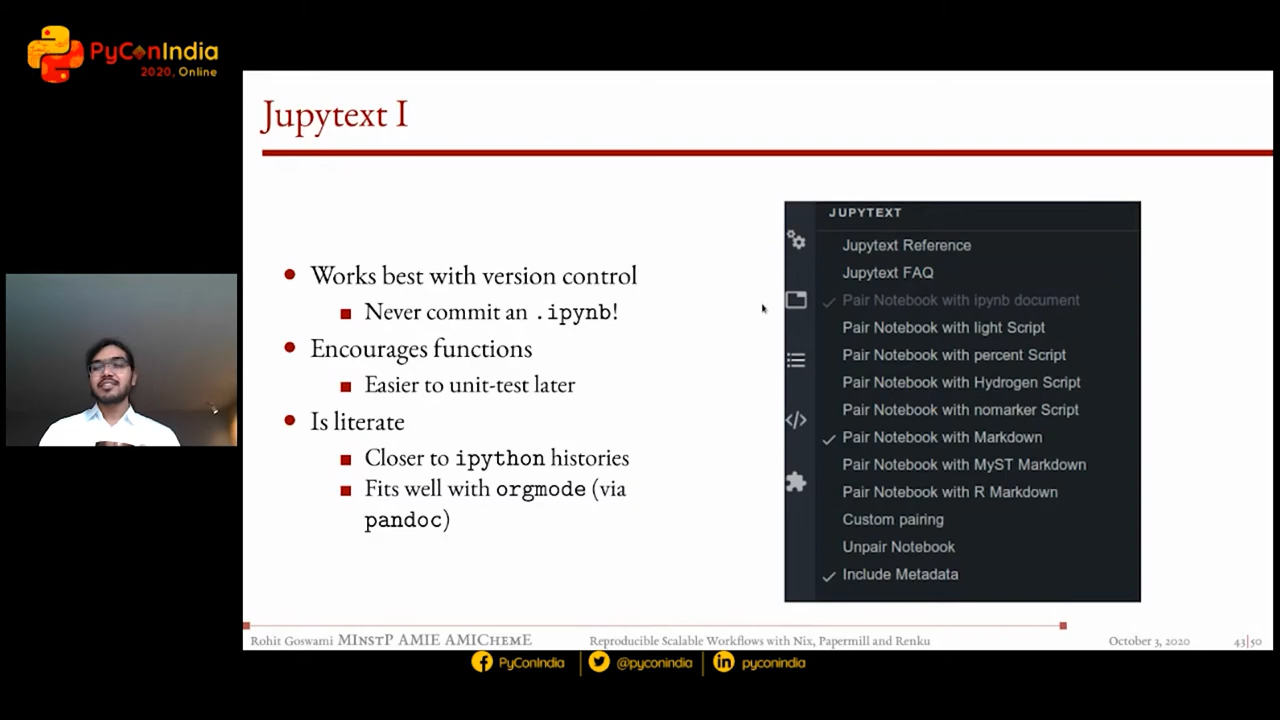 PyConIndia
2020, Online
Jupytext I
Works best with version control
Never commit an .ipynb!
Encourages functions
Easier to unit-test later
Is literate
Closer to ipython histories
Fits well with orgmode (via
pandoc)
JUPYTEXT
Jupytext Reference
Jupytext FAQ
Pair Notebook with ipynb document
Pair Notebook with light Script
Pair Notebook with percent Script
Pair Notebook with Hydrogen Script
Pair Notebook with nomarker Script
Pair Notebook with Markdown
Pair Notebook with MyST Markdown
Pair Notebook with R Markdown
Custom pairing
Unpair Notebook
Include Metadata
Rohit Goswami MInstP AMIE AMIChemE Reproducible Scalable Workflows with Nix, Papermill and Renku October 3, 2020 43|50
PyConIndia @pyconindia pyconindia